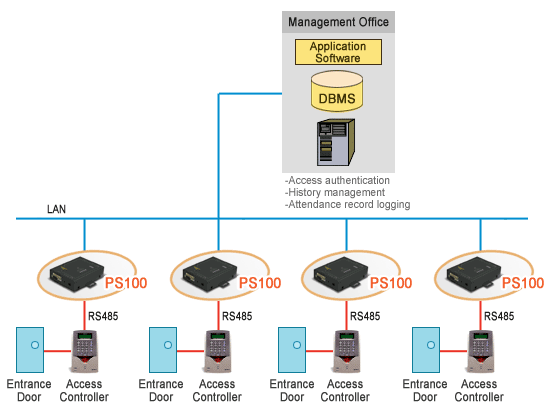 Management Office
Application
Software
DBMS
-Access authentication
-History management
-Attendance record logging
LAN
PS100
PS100
PS100
PS100
RS485
RS485
RS485
RS485
Entrance
Door
Access
Controller
Entrance
Door
Access
Controller
Entrance
Door
Access
Controller
Entrance
Door
Access
Controller